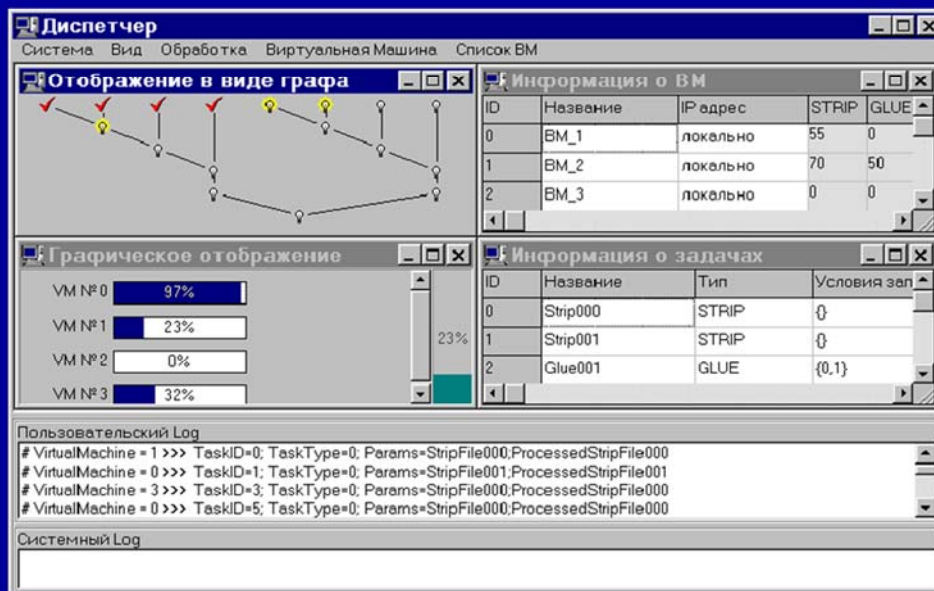 Диспетчер
Система Вид Обработка Виртуальная Машина Список ВМ
Отображение в виде графа
Информация о ВМ
ID Название IP адрес STRIP GLUE
0 ВМ_1 локально 55 0
1 ВМ_2 локально 70 50
2 ВМ_3 локально 0 0
Графическое отображение
VM № 0 97%
VM № 1 23%
VM № 2 0%
VM № 3 32%
23%
Информация о задачах
ID Название Тип Условия зап
0 Strip000 STRIP {}
1 Strip001 STRIP {}
2 Glue001 GLUE {0,1}
Пользовательский Log
# VirtualMachine = 1 >>> TaskID=0; TaskType=0; Params=StripFile000;ProcessedStripFile000
# VirtualMachine = 0 >>> TaskID=1; TaskType=0; Params=StripFile001;ProcessedStripFile001
# VirtualMachine = 3 >>> TaskID=3; TaskType=0; Params=StripFile000;ProcessedStripFile000
# VirtualMachine = 0 >>> TaskID=5; TaskType=0; Params=StripFile000;ProcessedStripFile000
Системный Log